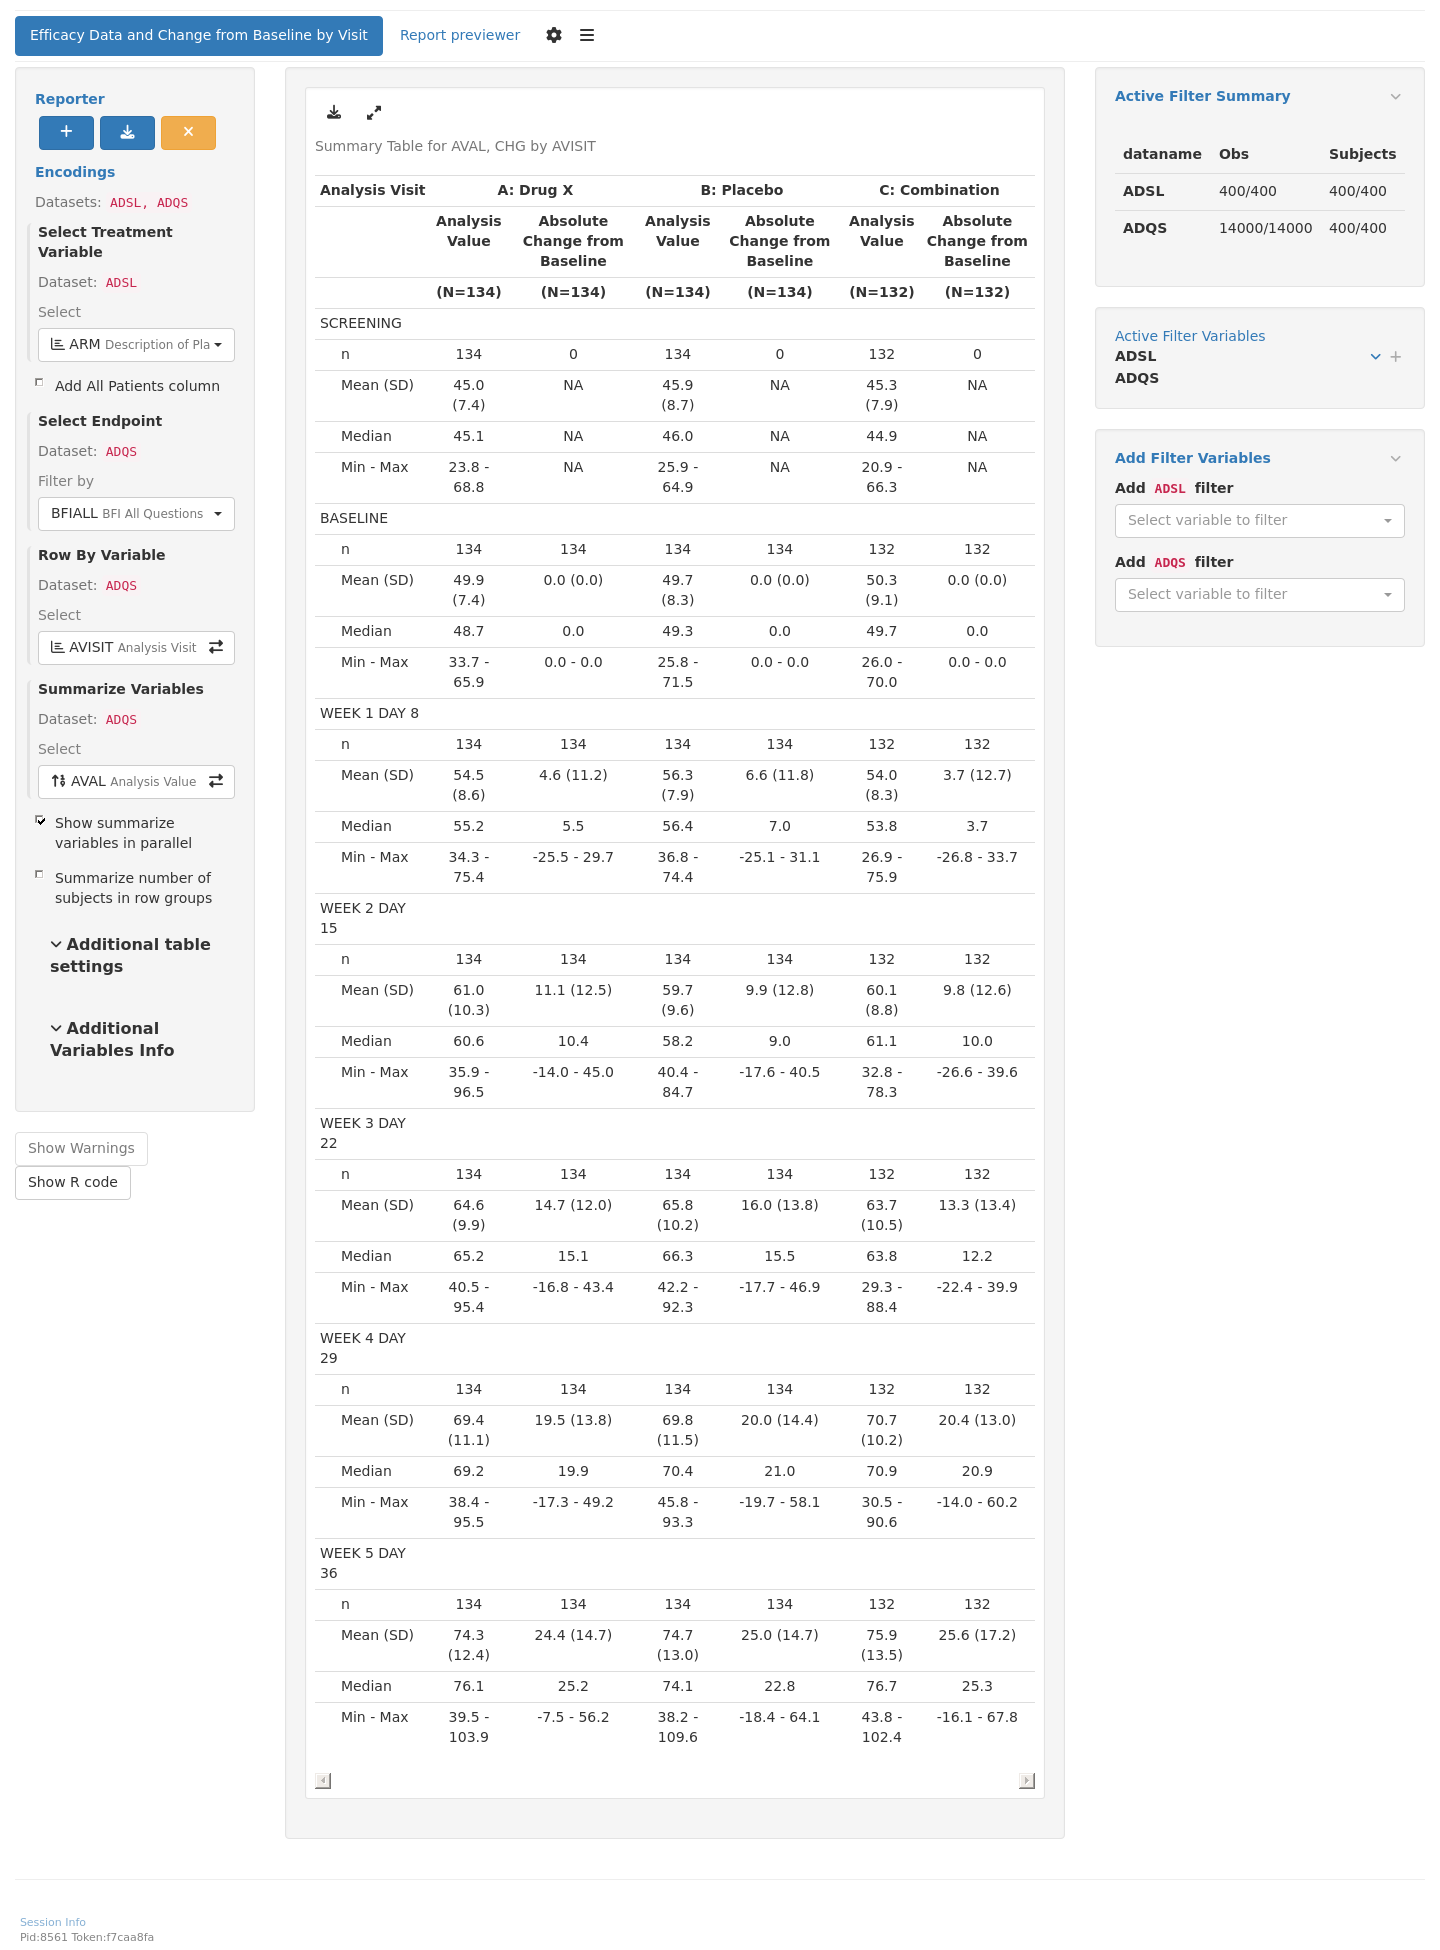 Efficacy Data and Change from Baseline by Visit Report previewer
Reporter
Encodings
Datasets: ADSL, ADQS
Select Treatment
Variable
Dataset: ADSL
Select
ARM Description of Pla
Add All Patients column
Select Endpoint
Dataset: ADQS
Filter by
BFIALL BFI All Questions
Row By Variable
Dataset: ADQS
Select
AVISIT Analysis Visit
Summarize Variables
Dataset: ADQS
Select
AVAL Analysis Value
Show summarize
variables in parallel
Summarize number of
subjects in row groups
Additional table
settings
Additional
Variables Info
Show Warnings
Show R code
Summary Table for AVAL, CHG by AVISIT
Analysis Visit A: Drug X B: Placebo C: Combination
Analysis Absolute Analysis Absolute Analysis Absolute
Value Change from Value Change from Value Change from
Baseline Baseline Baseline
(N=134) (N=134) (N=134) (N=134) (N=132) (N=132)
SCREENING
n 134 0 134 0 132 0
Mean (SD) 45.0 NA 45.9 NA 45.3 NA
(7.4) (8.7) (7.9)
Median 45.1 NA 46.0 NA 44.9 NA
Min - Max 23.8 - NA 25.9 - NA 20.9 - NA
68.8 64.9 66.3
BASELINE
n 134 134 134 134 132 132
Mean (SD) 49.9 0.0 (0.0) 49.7 0.0 (0.0) 50.3 0.0 (0.0)
(7.4) (8.3) (9.1)
Median 48.7 0.0 49.3 0.0 49.7 0.0
Min - Max 33.7 - 0.0 - 0.0 25.8 - 0.0 - 0.0 26.0 - 0.0 - 0.0
65.9 71.5 70.0
WEEK 1 DAY 8
n 134 134 134 134 132 132
Mean (SD) 54.5 4.6 (11.2) 56.3 6.6 (11.8) 54.0 3.7 (12.7)
(8.6) (7.9) (8.3)
Median 55.2 5.5 56.4 7.0 53.8 3.7
Min - Max 34.3 - -25.5 - 29.7 36.8 - -25.1 - 31.1 26.9 - -26.8 - 33.7
75.4 74.4 75.9
WEEK 2 DAY
15
n 134 134 134 134 132 132
Mean (SD) 61.0 11.1 (12.5) 59.7 9.9 (12.8) 60.1 9.8 (12.6)
(10.3) (9.6) (8.8)
Median 60.6 10.4 58.2 9.0 61.1 10.0
Min - Max 35.9 - -14.0 - 45.0 40.4 - -17.6 - 40.5 32.8 - -26.6 - 39.6
96.5 84.7 78.3
WEEK 3 DAY
22
n 134 134 134 134 132 132
Mean (SD) 64.6 14.7 (12.0) 65.8 16.0 (13.8) 63.7 13.3 (13.4)
(9.9) (10.2) (10.5)
Median 65.2 15.1 66.3 15.5 63.8 12.2
Min - Max 40.5 - -16.8 - 43.4 42.2 - -17.7 - 46.9 29.3 - -22.4 - 39.9
95.4 92.3 88.4
WEEK 4 DAY
29
n 134 134 134 134 132 132
Mean (SD) 69.4 19.5 (13.8) 69.8 20.0 (14.4) 70.7 20.4 (13.0)
(11.1) (11.5) (10.2)
Median 69.2 19.9 70.4 21.0 70.9 20.9
Min - Max 38.4 - -17.3 - 49.2 45.8 - -19.7 - 58.1 30.5 - -14.0 - 60.2
95.5 93.3 90.6
WEEK 5 DAY
36
n 134 134 134 134 132 132
Mean (SD) 74.3 24.4 (14.7) 74.7 25.0 (14.7) 75.9 25.6 (17.2)
(12.4) (13.0) (13.5)
Median 76.1 25.2 74.1 22.8 76.7 25.3
Min - Max 39.5 - -7.5 - 56.2 38.2 - -18.4 - 64.1 43.8 - -16.1 - 67.8
103.9 109.6 102.4
Active Filter Summary
dataname Obs Subjects
ADSL 400/400 400/400
ADQS 14000/14000 400/400
Active Filter Variables
ADSL
ADQS
Add Filter Variables
Add ADSL filter
Select variable to filter
Add ADQS filter
Select variable to filter
Session Info
Pid:8561 Token:f7caa8fa